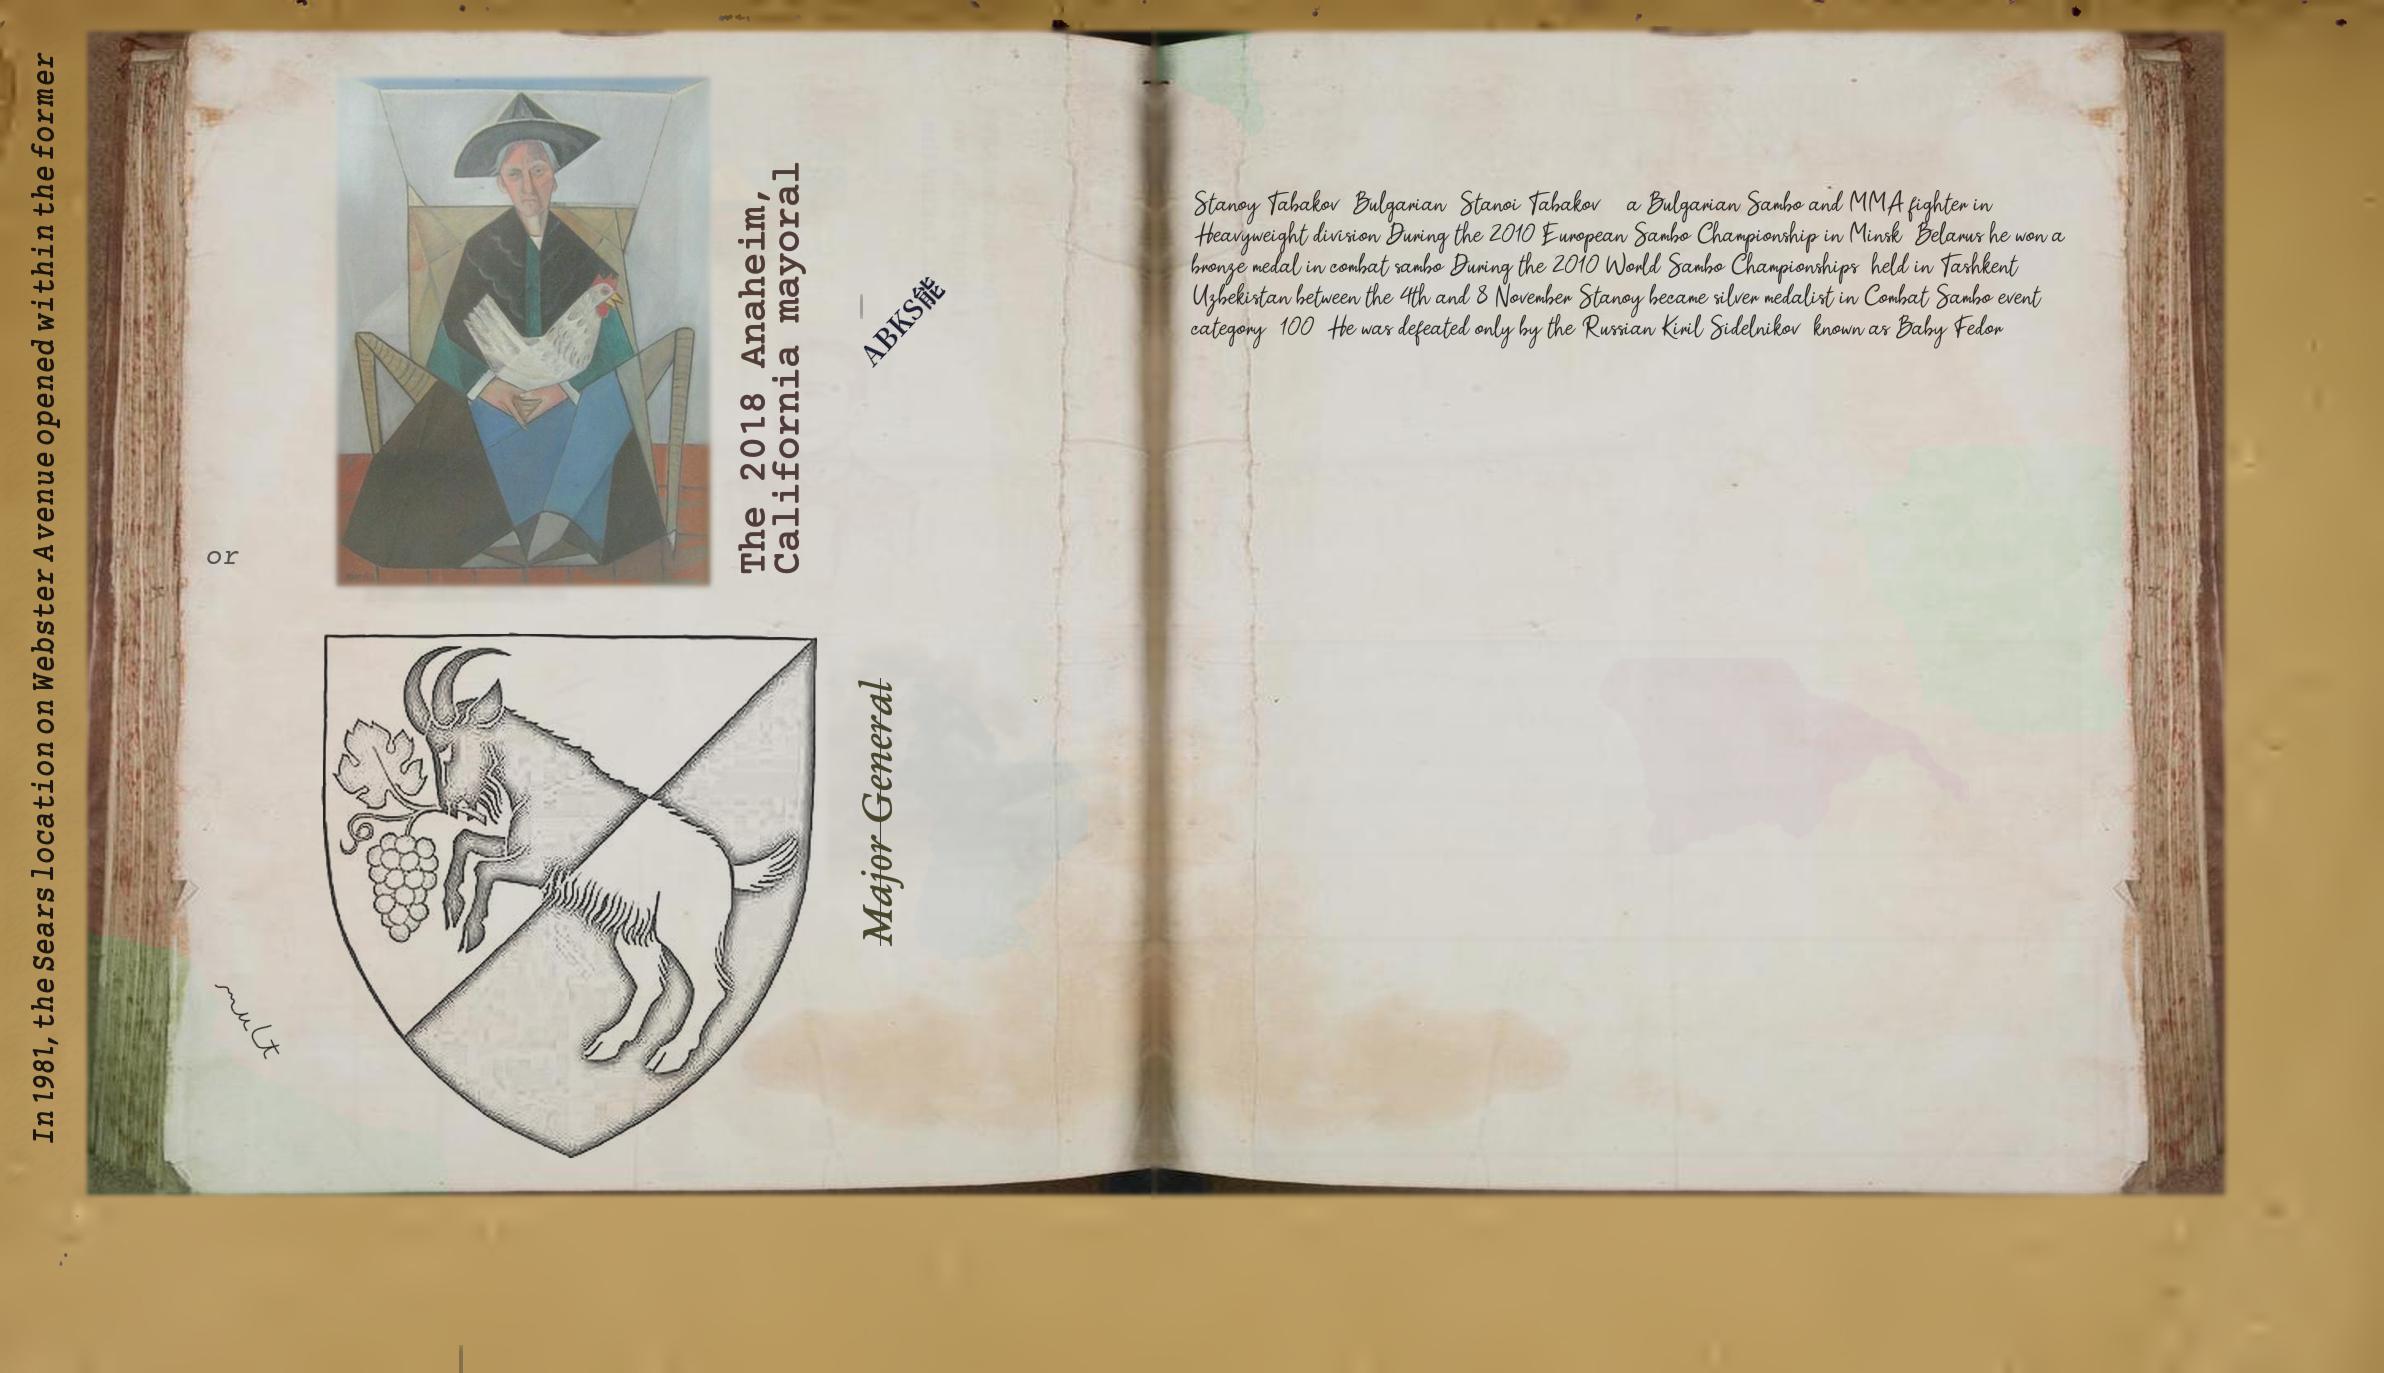 In 1981, the Sears location on Webster Avenue opened within the former
or
The 2018 Anaheim,
California mayoral
ABKS能
Major General
mult
Stanoy Tabakov Bulgarian Stanoi Tabakov a Bulgarian Sambo and MMA fighter in
Heavyweight division During the 2010 European Sambo Championship in Minsk Belarus he won a
bronze medal in combat sambo During the 2010 World Sambo Championships held in Tashkent
Uzbekistan between the 4th and 8 November Stanoy became silver medalist in Combat Sambo event
category 100 He was defeated only by the Russian Kiril Sidelnikov known as Baby Fedor